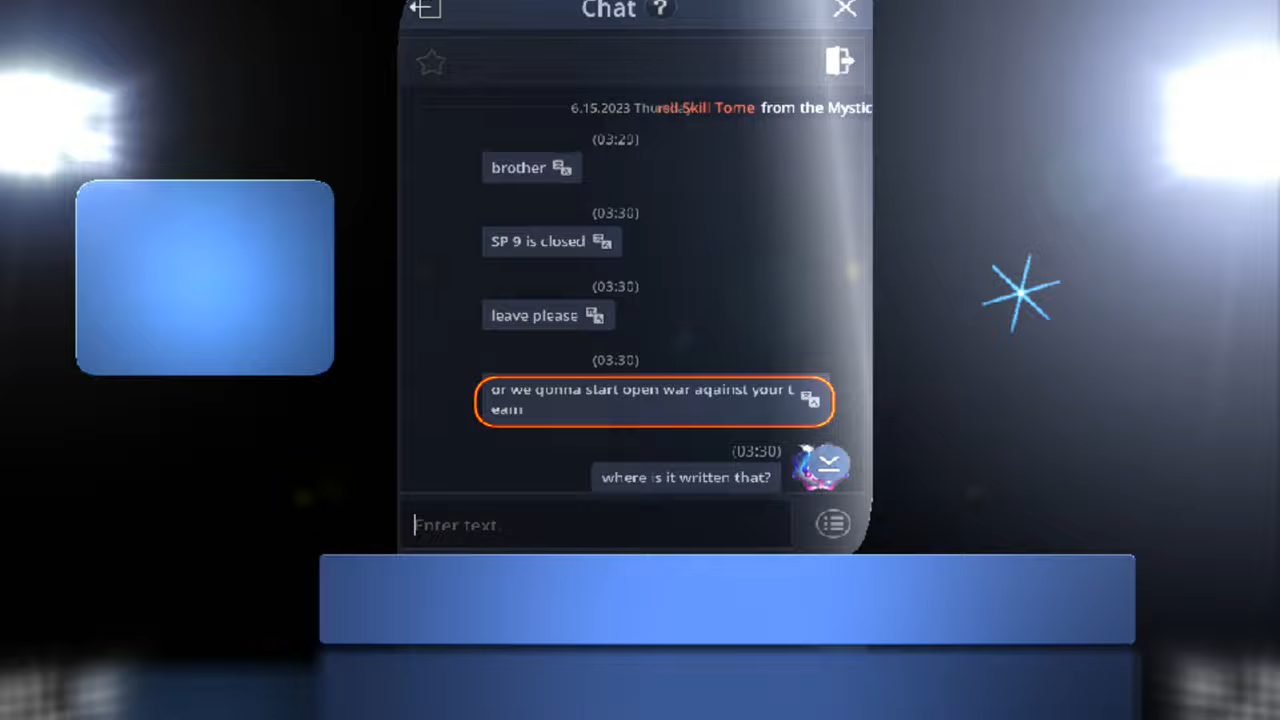 Chat ?
6.15.2023 Thursday
Skill Tome from the Mystic
(03:29)
brother
(03:30)
SP 9 is closed
(03:30)
leave please
(03:30)
or we gonna start open war against your t
eam
(03:30)
where is it written that?
Enter text.